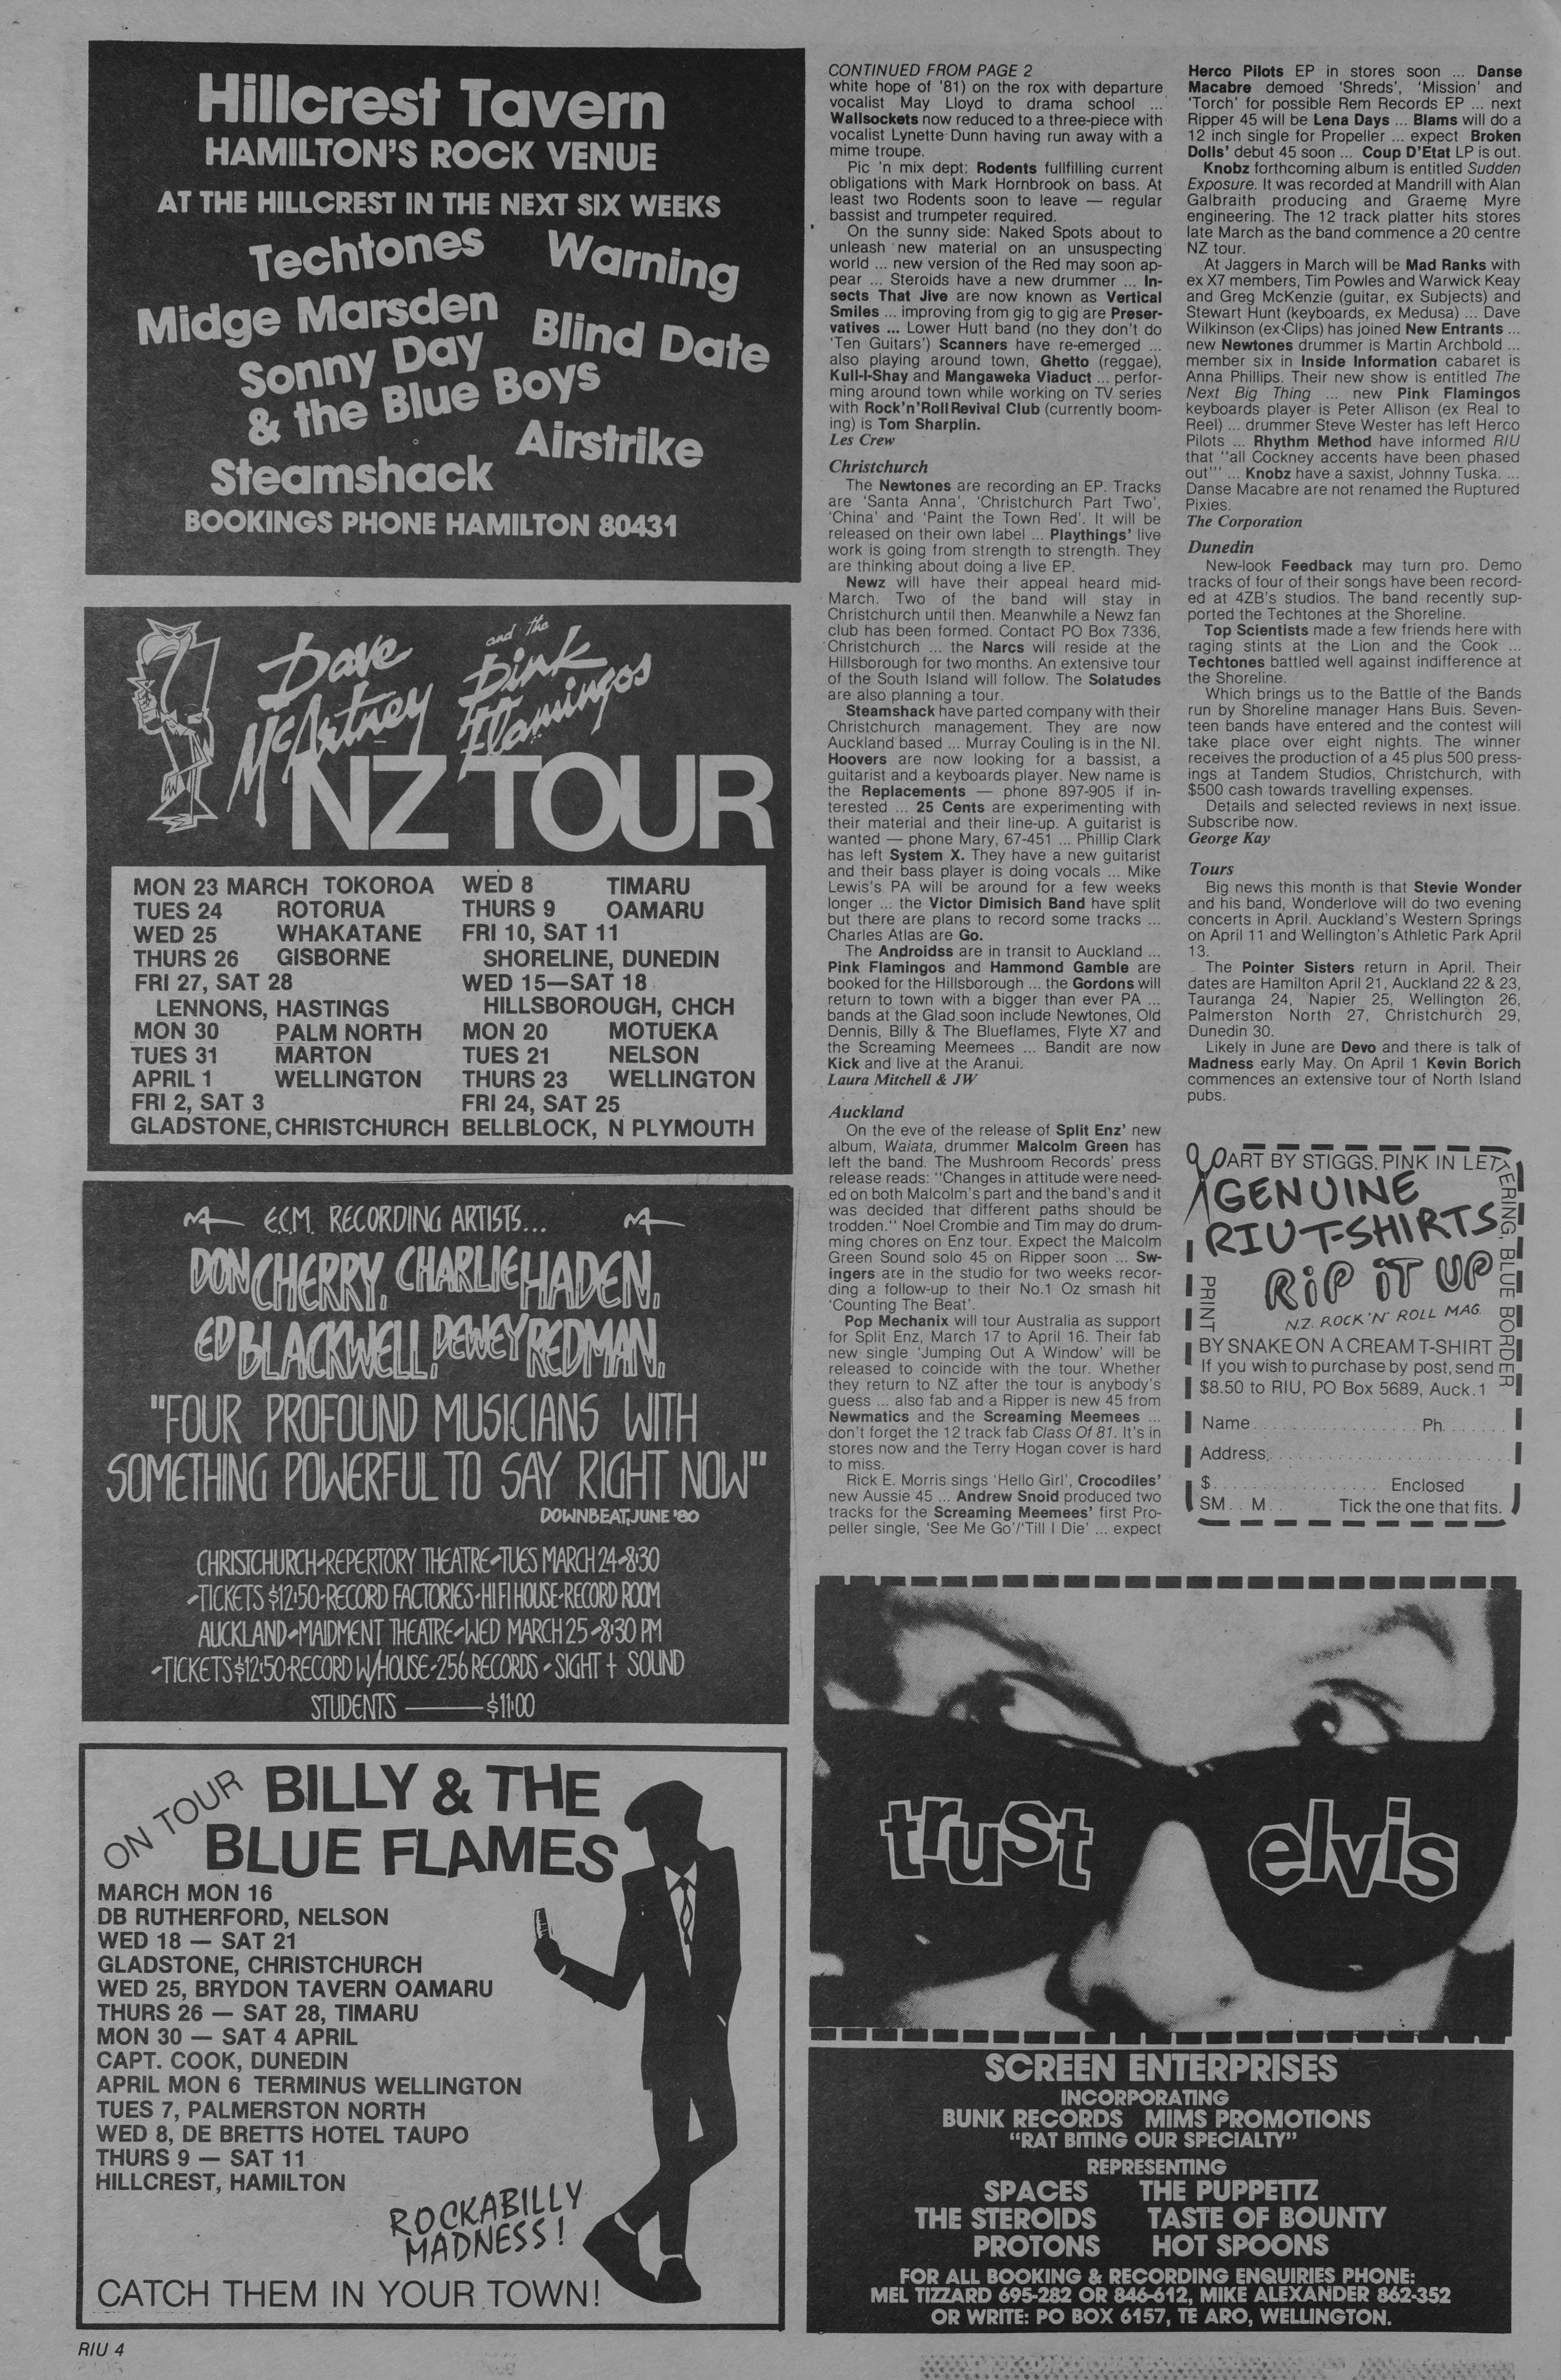 Hillcrest Tavern
HAMILTON'S ROCK VENUE
AT THE HILLCREST IN THE NEXT SIX WEEKS
Techtones Warning
Midge Marsden Blind Date
Sonny Day
& the Blue Boys
Airstrike
Steamshack
BOOKINGS PHONE HAMILTON 80431
Dave and the Pink
McArtney Flamingos
NZ TOUR
MON 23 MARCH TOKOROA
TUES 24 ROTORUA
WED 25 WHAKATANE
THURS 26 GISBORNE
FRI 27, SAT 28
LENNONS, HASTINGS
MON 30 PALM NORTH
TUES 31 MARTON
APRIL 1 WELLINGTON
FRI 2, SAT 3
GLADSTONE, CHRISTCHURCH
WED 8 TIMARU
THURS 9 OAMARU
FRI 10, SAT 11
SHORELINE, DUNEDIN
WED 15—SAT 18
HILLSBOROUGH, CHCH
MON 20 MOTUEKA
TUES 21 NELSON
THURS 23 WELLINGTON
FRI 24, SAT 25
BELLBLOCK, N PLYMOUTH
E.C.M. RECORDING ARTISTS...
DON CHERRY, CHARLIE HADEN,
ED BLACKWELL, DEWEY REDMAN,
"FOUR PROFOUND MUSICIANS WITH
SOMETHING POWERFUL TO SAY RIGHT NOW"
DOWNBEAT, JUNE '80
CHRISTCHURCH-REPERTORY THEATRE-TUES MARCH 24-8:30
-TICKETS $12.50-RECORD FACTORIES-HIFI HOUSE-RECORD ROOM
AUCKLAND-MAIDMENT THEATRE-WED MARCH 25-8:30 PM
-TICKETS $12.50-RECORD W/HOUSE-256 RECORDS - SIGHT + SOUND
STUDENTS —— $11.00
ON TOUR BILLY & THE
BLUE FLAMES
MARCH MON 16
DB RUTHERFORD, NELSON
WED 18 — SAT 21
GLADSTONE, CHRISTCHURCH
WED 25, BRYDON TAVERN OAMARU
THURS 26 — SAT 28, TIMARU
MON 30 — SAT 4 APRIL
CAPT. COOK, DUNEDIN
APRIL MON 6 TERMINUS WELLINGTON
TUES 7, PALMERSTON NORTH
WED 8, DE BRETTS HOTEL TAUPO
THURS 9 — SAT 11
HILLCREST, HAMILTON
ROCKABILLY
MADNESS!
CATCH THEM IN YOUR TOWN!
RIU 4
CONTINUED FROM PAGE 2
white hope of '81) on the rox with departure
vocalist May Lloyd to drama school ...
Wallsockets now reduced to a three-piece with
vocalist Lynette Dunn having run away with a
mime troupe.
Pic 'n mix dept: Rodents fullfilling current
obligations with Mark Hornbrook on bass. At
least two Rodents soon to leave — regular
bassist and trumpeter required.
On the sunny side: Naked Spots about to
unleash new material on an unsuspecting
world ... new version of the Red may soon ap-
pear ... Steroids have a new drummer ... In-
sects That Jive are now known as Vertical
Smiles ... improving from gig to gig are Preser-
vatives ... Lower Hutt band (no they don't do
'Ten Guitars') Scanners have re-emerged ...
also playing around town, Ghetto (reggae),
Kull-I-Shay and Mangaweka Viaduct ... perfor-
ming around town while working on TV series
with Rock'n'Roll Revival Club (currently boom-
ing) is Tom Sharplin.
Les Crew
Christchurch
The Newtones are recording an EP. Tracks
are 'Santa Anna', 'Christchurch Part Two',
'China' and 'Paint the Town Red'. It will be
released on their own label ... Playthings' live
work is going from strength to strength. They
are thinking about doing a live EP.
Newz will have their appeal heard mid-
March. Two of the band will stay in
Christchurch until then. Meanwhile a Newz fan
club has been formed. Contact PO Box 7336,
Christchurch ... the Narcs will reside at the
Hillsborough for two months. An extensive tour
of the South Island will follow. The Solatudes
are also planning a tour.
Steamshack have parted company with their
Christchurch management. They are now
Auckland based ... Murray Couling is in the NI.
Hoovers are now looking for a bassist, a
guitarist and a keyboards player. New name is
the Replacements — phone 897-905 if in-
terested ... 25 Cents are experimenting with
their material and their line-up. A guitarist is
wanted — phone Mary, 67-451 ... Phillip Clark
has left System X. They have a new guitarist
and their bass player is doing vocals ... Mike
Lewis's PA will be around for a few weeks
longer ... the Victor Dimisich Band have split
but there are plans to record some tracks ...
Charles Atlas are Go.
The Androidss are in transit to Auckland ...
Pink Flamingos and Hammond Gamble are
booked for the Hillsborough ... the Gordons will
return to town with a bigger than ever PA ...
bands at the Glad soon include Newtones, Old
Dennis, Billy & The Blueflames, Flyte X7 and
the Screaming Meemees ... Bandit are now
Kick and live at the Aranui.
Laura Mitchell & JW
Auckland
On the eve of the release of Split Enz' new
album, Waiata, drummer Malcolm Green has
left the band. The Mushroom Records' press
release reads: "Changes in attitude were need-
ed on both Malcolm's part and the band's and it
was decided that different paths should be
trodden." Noel Crombie and Tim may do drum-
ming chores on Enz tour. Expect the Malcolm
Green Sound solo 45 on Ripper soon ... Sw-
ingers are in the studio for two weeks recor-
ding a follow-up to their No.1 Oz smash hit
'Counting The Beat'.
Pop Mechanix will tour Australia as support
for Split Enz, March 17 to April 16. Their fab
new single 'Jumping Out A Window' will be
released to coincide with the tour. Whether
they return to NZ after the tour is anybody's
guess ... also fab and a Ripper is new 45 from
Newmatics and the Screaming Meemees ...
don't forget the 12 track fab Class Of 81. It's in
stores now and the Terry Hogan cover is hard
to miss.
Rick E. Morris sings 'Hello Girl', Crocodiles'
new Aussie 45 ... Andrew Snoid produced two
tracks for the Screaming Meemees' first Pro-
peller single, 'See Me Go'/'Till I Die' ... expect
Herco Pilots EP in stores soon ... Danse
Macabre demoed 'Shreds', 'Mission' and
'Torch' for possible Rem Records EP ... next
Ripper 45 will be Lena Days ... Blams will do a
12 inch single for Propeller ... expect Broken
Dolls' debut 45 soon ... Coup D'Etat LP is out.
Knobz forthcoming album is entitled Sudden
Exposure. It was recorded at Mandrill with Alan
Galbraith producing and Graeme Myre
engineering. The 12 track platter hits stores
late March as the band commence a 20 centre
NZ tour.
At Jaggers in March will be Mad Ranks with
ex X7 members, Tim Powles and Warwick Keay
and Greg McKenzie (guitar, ex Subjects) and
Stewart Hunt (keyboards, ex Medusa) ... Dave
Wilkinson (ex-Clips) has joined New Entrants ...
new Newtones drummer is Martin Archbold ...
member six in Inside Information cabaret is
Anna Phillips. Their new show is entitled The
Next Big Thing ... new Pink Flamingos
keyboards player is Peter Allison (ex Real to
Reel) ... drummer Steve Wester has left Herco
Pilots ... Rhythm Method have informed RIU
that "all Cockney accents have been phased
out"' ... Knobz have a saxist, Johnny Tuska. ...
Danse Macabre are not renamed the Ruptured
Pixies.
The Corporation
Dunedin
New-look Feedback may turn pro. Demo
tracks of four of their songs have been record-
ed at 4ZB's studios. The band recently sup-
ported the Techtones at the Shoreline.
Top Scientists made a few friends here with
raging stints at the Lion and the Cook ...
Techtones battled well against indifference at
the Shoreline.
Which brings us to the Battle of the Bands
run by Shoreline manager Hans Buis. Seven-
teen bands have entered and the contest will
take place over eight nights. The winner
receives the production of a 45 plus 500 press-
ings at Tandem Studios, Christchurch, with
$500 cash towards travelling expenses.
Details and selected reviews in next issue.
Subscribe now.
George Kay
Tours
Big news this month is that Stevie Wonder
and his band, Wonderlove will do two evening
concerts in April. Auckland's Western Springs
on April 11 and Wellington's Athletic Park April
13.
The Pointer Sisters return in April. Their
dates are Hamilton April 21, Auckland 22 & 23,
Tauranga 24, Napier 25, Wellington 26,
Palmerston North 27, Christchurch 29,
Dunedin 30.
Likely in June are Devo and there is talk of
Madness early May. On April 1 Kevin Borich
commences an extensive tour of North Island
pubs.
ART BY STIGGS. PINK IN LETTERING, BLUE BORDER
GENUINE
RIU T-SHIRTS
RIP IT UP
N.Z. ROCK 'N' ROLL MAG.
PRINT
BY SNAKE ON A CREAM T-SHIRT
If you wish to purchase by post, send
$8.50 to RIU, PO Box 5689, Auck.1
Name.................... Ph.......
Address..............................
$.................... Enclosed
SM... M... Tick the one that fits.
trust elvis
SCREEN ENTERPRISES
INCORPORATING
BUNK RECORDS MIMS PROMOTIONS
"RAT BITING OUR SPECIALTY"
REPRESENTING
SPACES THE PUPPETTZ
THE STEROIDS TASTE OF BOUNTY
PROTONS HOT SPOONS
FOR ALL BOOKING & RECORDING ENQUIRIES PHONE:
MEL TIZZARD 695-282 OR 846-612, MIKE ALEXANDER 862-352
OR WRITE: PO BOX 6157, TE ARO, WELLINGTON.